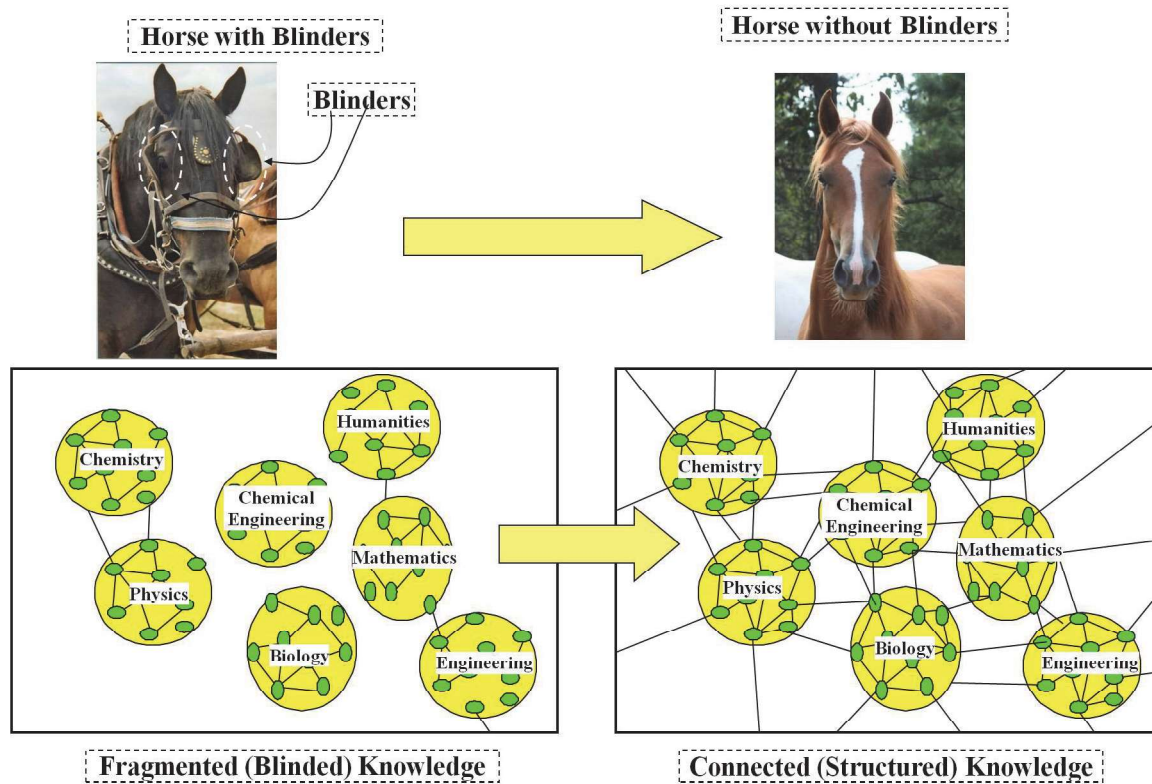 Horse with Blinders
Horse without Blinders
Blinders
Humanities
Chemistry
Chemical
Engineering
Mathematics
Physics
Biology
Engineering
Humanities
Chemistry
Chemical
Engineering
Mathematics
Physics
Biology
Engineering
Fragmented (Blinded) Knowledge
Connected (Structured) Knowledge